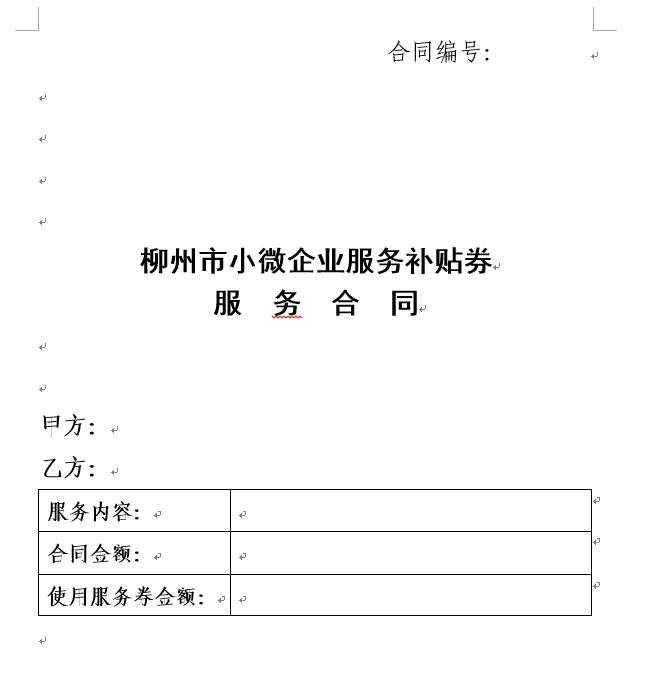 合同编号：
柳州市小微企业服务补贴券
服 务 合 同
甲方：
乙方：
服务内容：
合同金额：
使用服务券金额：